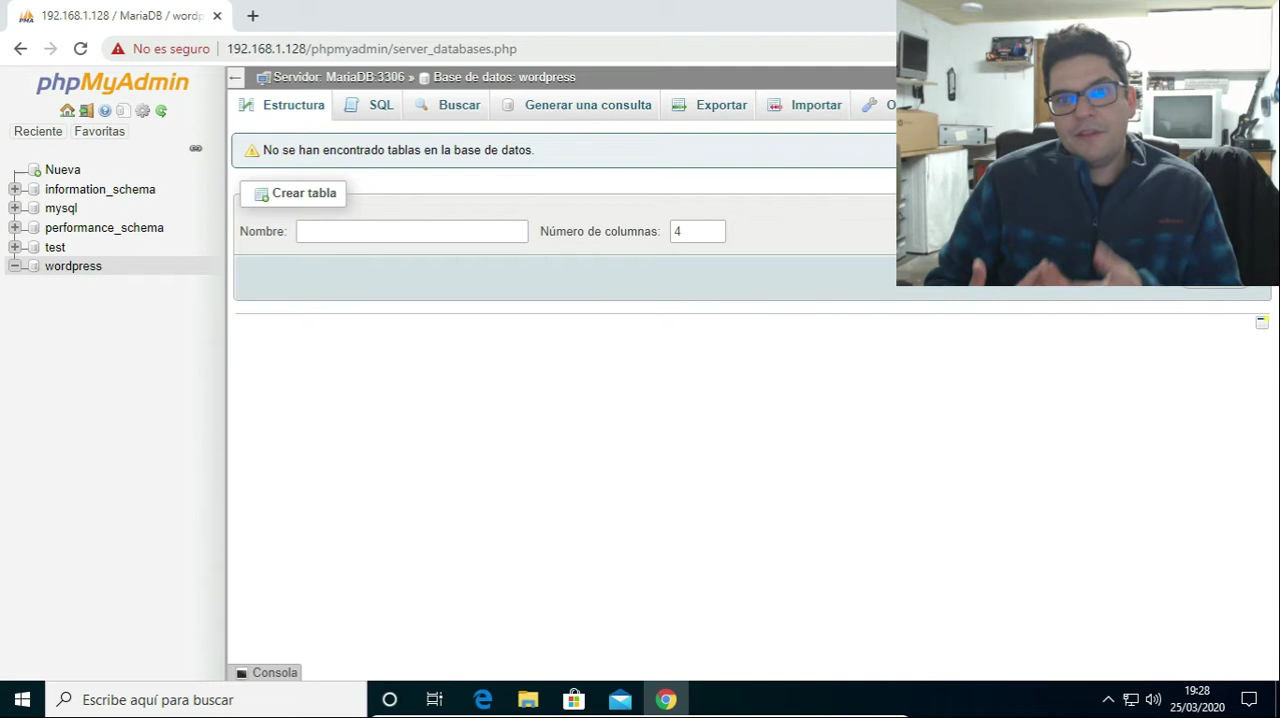 192.168.1.128 / MariaDB / wordp
No es seguro
192.168.1.128/phpmyadmin/server_databases.php
phpMyAdmin
Reciente
Favoritas
Nueva
information_schema
mysql
performance_schema
test
wordpress
Servidor: MariaDB:3306 » Base de datos: wordpress
Estructura
SQL
Buscar
Generar una consulta
Exportar
Importar
O
No se han encontrado tablas en la base de datos.
Crear tabla
Nombre:
Número de columnas: 4
Consola
Escribe aquí para buscar
19:28
25/03/2020